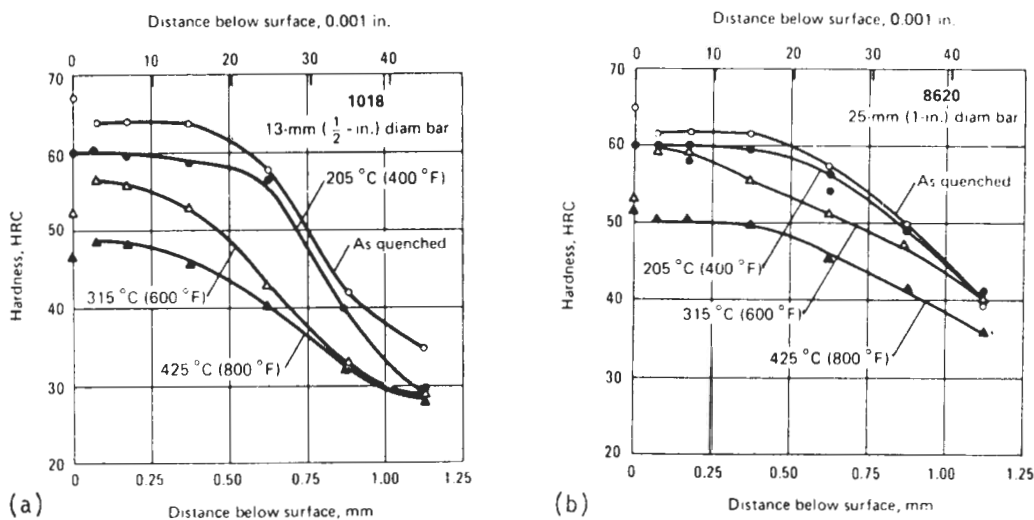 Distance below surface, 0.001 in.
0 10 20 30 40
70
60
50
40
30
20
Hardness, HRC
1018
13-mm (1/2-in.) diam bar
205 °C (400 °F)
As quenched
315 °C (600 °F)
425 °C (800 °F)
0 0.25 0.50 0.75 1.00 1.25
Distance below surface, mm
(a)
Distance below surface, 0.001 in.
0 10 20 30 40
70
60
50
40
30
20
Hardness, HRC
8620
25-mm (1-in.) diam bar
As quenched
205 °C (400 °F)
315 °C (600 °F)
425 °C (800 °F)
0 0.25 0.50 0.75 1.00 1.25
Distance below surface, mm
(b)